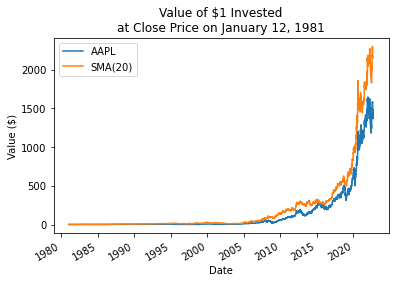 Value of $1 Invested
at Close Price on January 12, 1981
AAPL
SMA(20)
Value ($)
2000
1500
1000
500
0
1980
1985
1990
1995
2000
2005
2010
2015
2020
Date